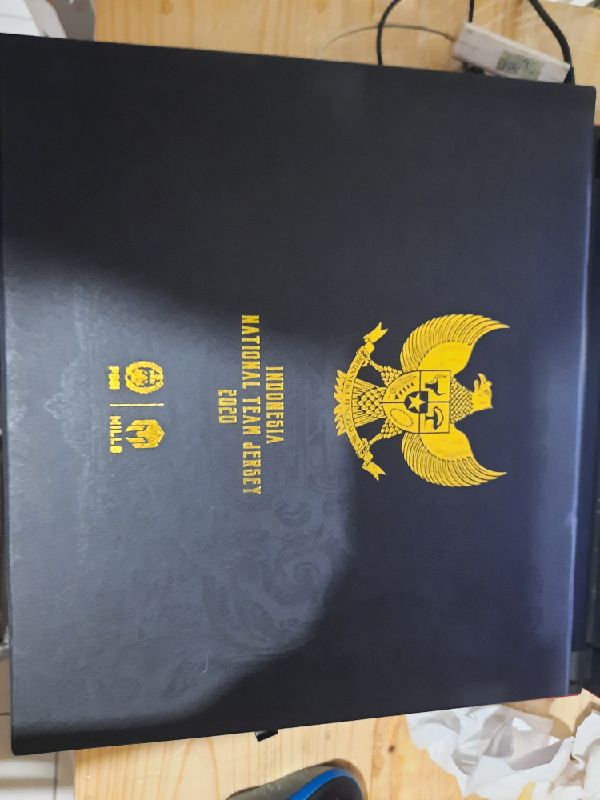 INDONESIA
NATIONAL TEAM JERSEY
2020
PSSI
MILLS